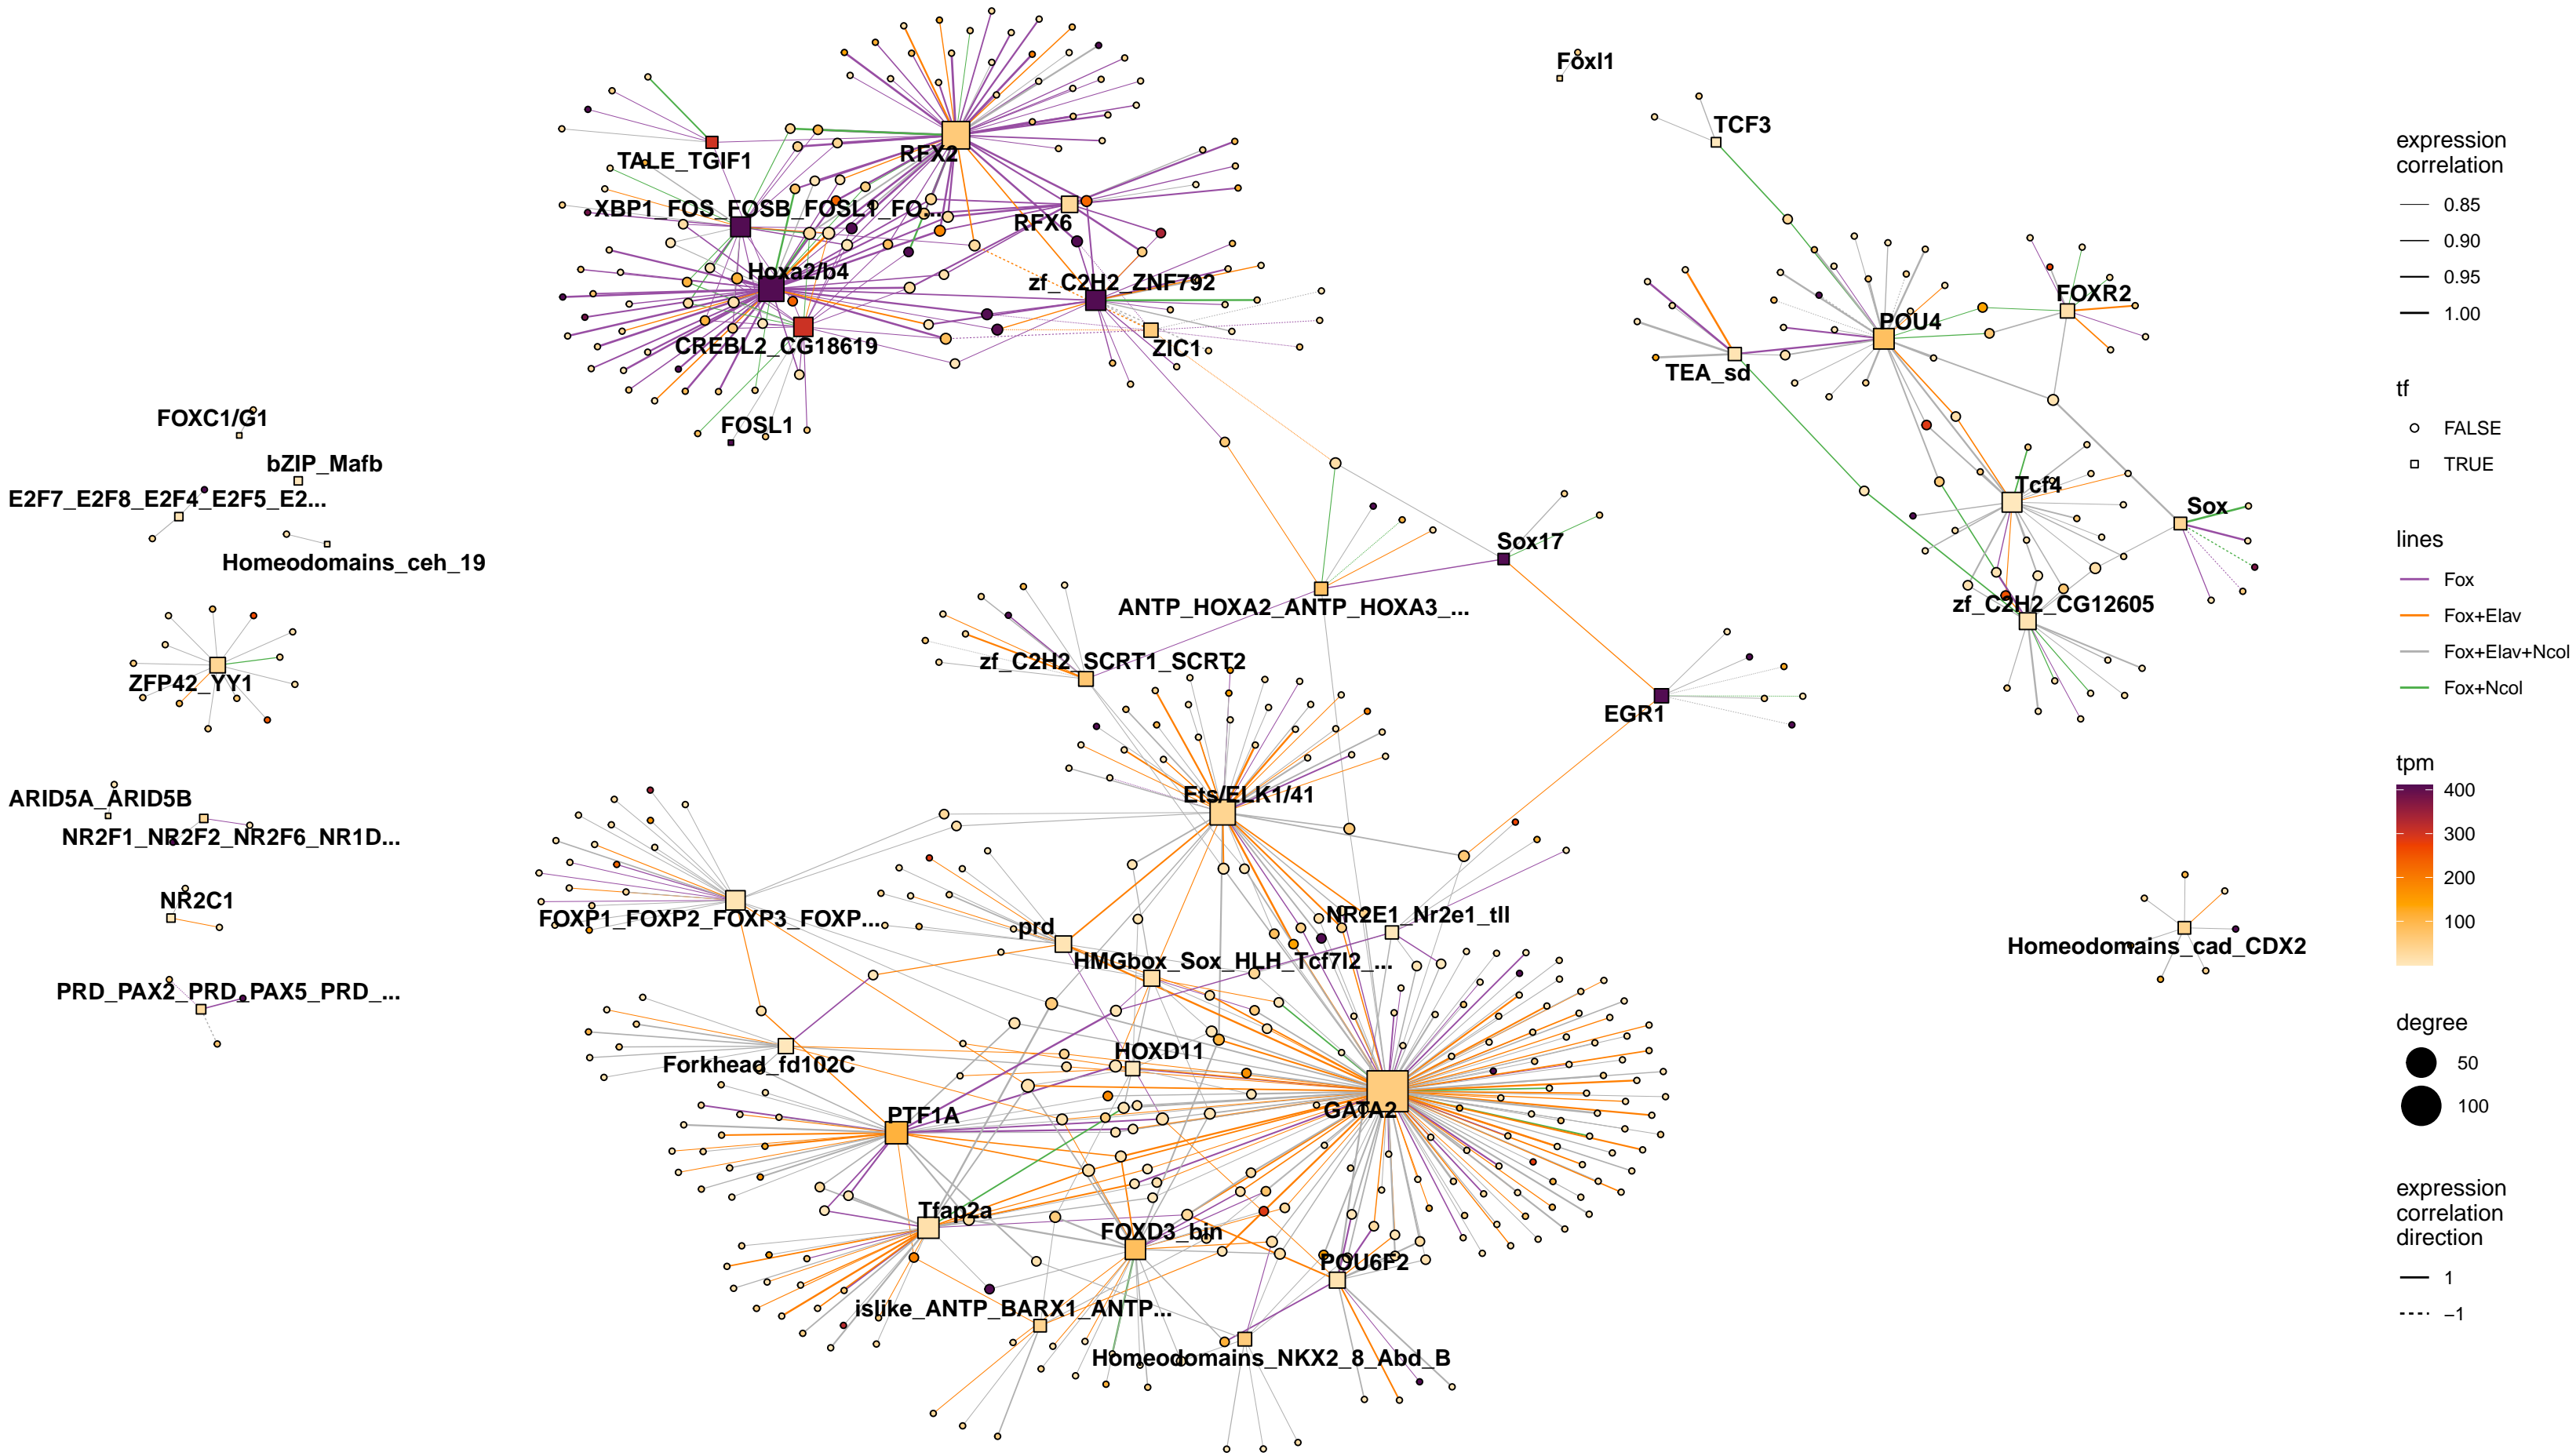 Foxl1
TCF3
TALE_TGIF1
RFX2
XBP1_FOS_FOSB_FOSL1_FO...
RFX6
Hoxa2/b4
zf_C2H2_ZNF792
CREBL2_CG18619
ZIC1
FOSL1
FOXR2
POU4
TEA_sd
Tcf4
Sox
zf_C2H2_CG12605
FOXC1/G1
bZIP_Mafb
E2F7_E2F8_E2F4_E2F5_E2...
Homeodomains_ceh_19
ZFP42_YY1
ARID5A_ARID5B
NR2F1_NR2F2_NR2F6_NR1D...
NR2C1
PRD_PAX2_PRD_PAX5_PRD_...
Sox17
ANTP_HOXA2_ANTP_HOXA3_...
zf_C2H2_SCRT1_SCRT2
EGR1
Ets/ELK1/41
FOXP1_FOXP2_FOXP3_FOXP...
prd
NR2E1_Nr2e1_tll
HMGbox_Sox_HLH_Tcf7l2_...
Homeodomains_cad_CDX2
Forkhead_fd102C
HOXD11
PTF1A
GATA2
Tfap2a
FOXD3_bin
POU6F2
islike_ANTP_BARX1_ANTP...
Homeodomains_NKX2_8_Abd_B
expression
correlation
0.85
0.90
0.95
1.00
tf
FALSE
TRUE
lines
Fox
Fox+Elav
Fox+Elav+Ncol
Fox+Ncol
tpm
400
300
200
100
degree
50
100
expression
correlation
direction
1
−1